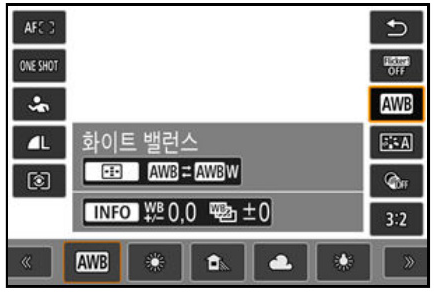 AF
ONE SHOT
Flicker!
OFF
AWB
L
A
화이트 밸런스
AWB AWBW
OFF
INFO WB +/- 0,0 WB ±0
3:2
« AWB »